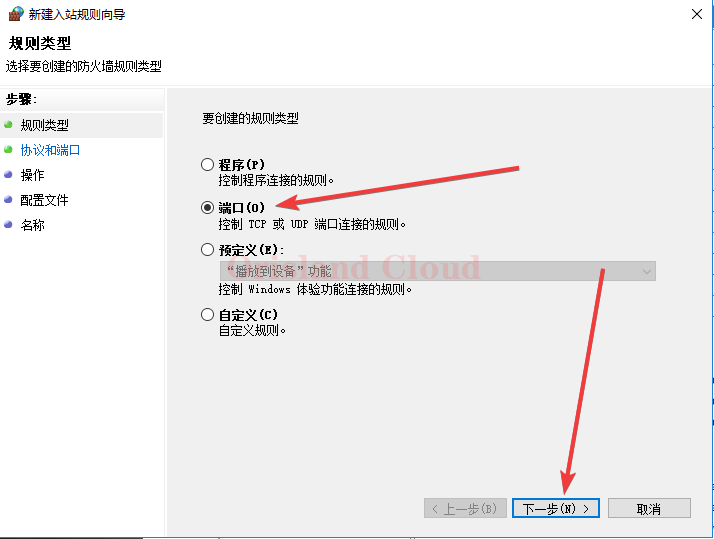 新建入站规则向导
规则类型
选择要创建的防火墙规则类型
步骤:
规则类型
协议和端口
操作
配置文件
名称
要创建的规则类型
程序(P)
控制程序连接的规则。
端口(O)
控制 TCP 或 UDP 端口连接的规则。
预定义(E):
“播放到设备”功能
控制 Windows 体验功能连接的规则。
自定义(C)
自定义规则。
Cloud
< 上一步(B)
下一步(N) >
取消